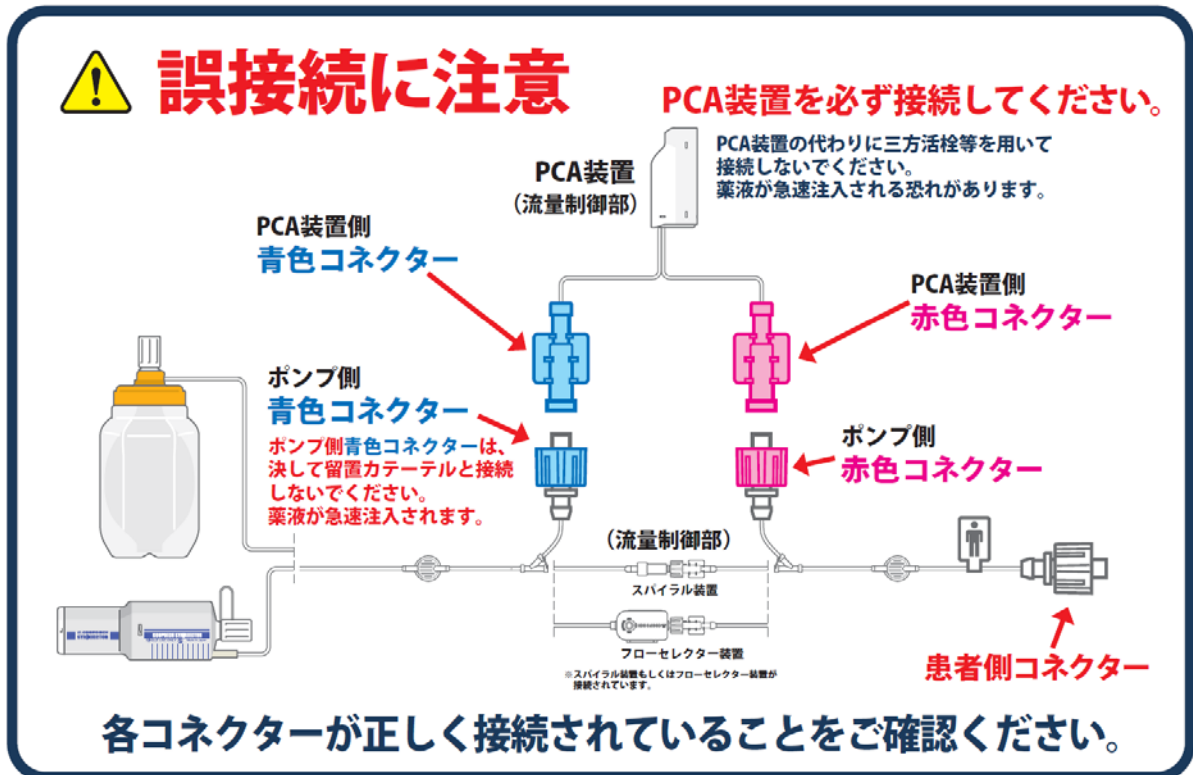 誤接続に注意
PCA装置を必ず接続してください。
PCA装置の代わりに三方活栓等を用いて
接続しないでください。
薬液が急速注入される恐れがあります。
PCA装置
(流量制御部)
PCA装置側
青色コネクター
PCA装置側
赤色コネクター
ポンプ側
青色コネクター
ポンプ側青色コネクターは、
決して留置カテーテルと接続
しないでください。
薬液が急速注入されます。
ポンプ側
赤色コネクター
(流量制御部)
スパイラル装置
フローセレクター装置
※スパイラル装置もしくはフローセレクター装置が
接続されています。
患者側コネクター
各コネクターが正しく接続されていることをご確認ください。